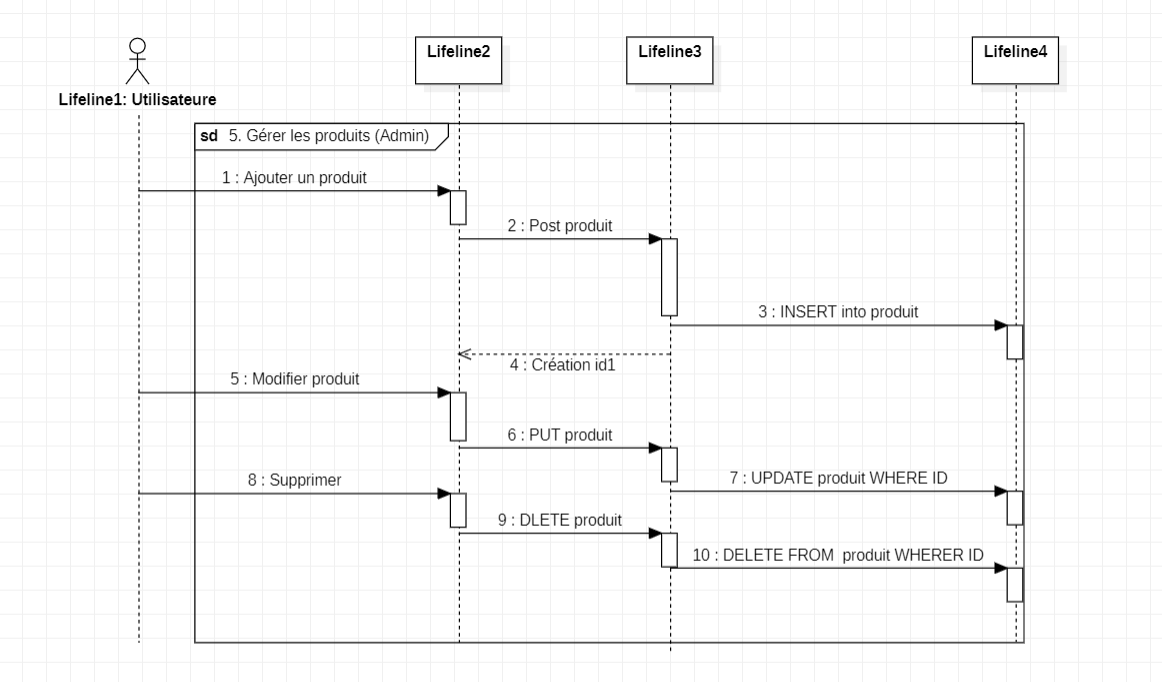 Lifeline2
Lifeline3
Lifeline4
Lifeline1: Utilisateure
sd 5. Gérer les produits (Admin)
1 : Ajouter un produit
2 : Post produit
3 : INSERT into produit
4 : Création id1
5 : Modifier produit
6 : PUT produit
7 : UPDATE produit WHERE ID
8 : Supprimer
9 : DLETE produit
10 : DELETE FROM  produit WHERER ID